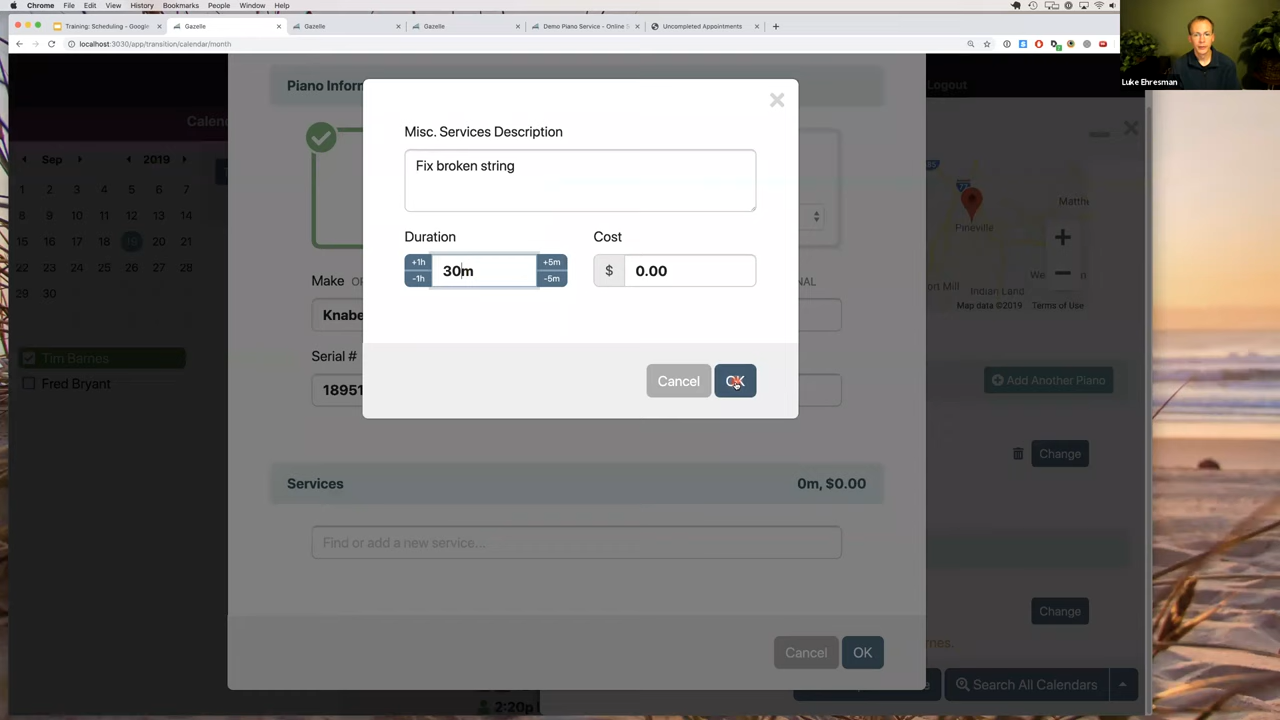 Chrome File Edit View History Bookmarks People Window Help
Training: Scheduling - Google
Gazelle
Gazelle
Gazelle
Demo Piano Service - Online
Uncompleted Appointments
localhost:3030/app/transition/calendar/month
Luke Ehresman
Logout
Piano Inform
Calend
Misc. Services Description
Fix broken string
Sep 2019
1 2 3 4 5 6 7
8 9 10 11 12 13 14
15 16 17 18 19 20 21
22 23 24 25 26 27 28
29 30
Matthe
Pineville
Indian Land
Map data ©2019 Terms of Use
Duration Cost
+1h 30m +5m $ 0.00
-1h -5m
Make
Knabe
Serial #
18951
Tim Barnes
Fred Bryant
Cancel OK
Add Another Piano
Change
Services 0m, $0.00
Find or add a new service...
Change
Cancel OK
Search All Calendars
2:20p